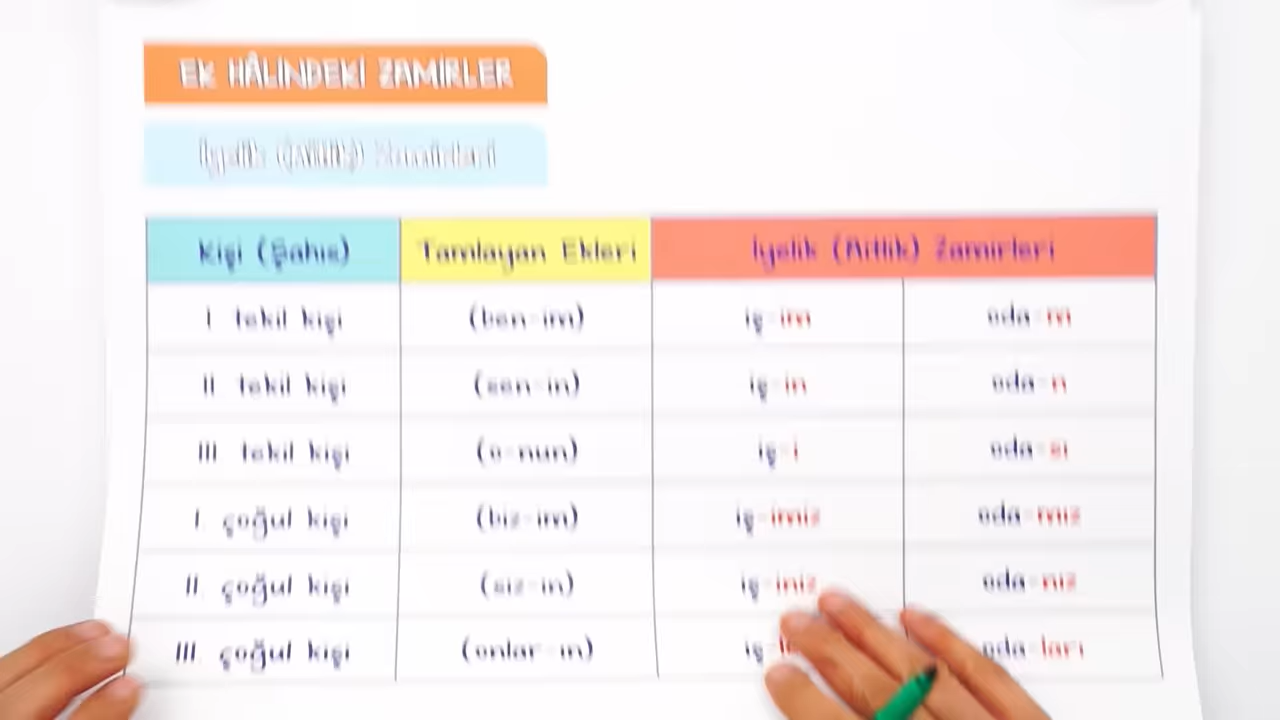 EK HÂLİNDEKİ ZAMİRLER
İyelik (Aitlik) Zamirleri
Kişi (Şahıs) Tamlayan Ekleri İyelik (Aitlik) Zamirleri
I. tekil kişi (ben-im) iş-im oda-m
II. tekil kişi (sen-in) iş-in oda-n
III. tekil kişi (o-nun) iş-i oda-sı
I. çoğul kişi (biz-im) iş-imiz oda-mız
II. çoğul kişi (siz-in) iş-iniz oda-nız
III. çoğul kişi (onlar-ın) oda-ları